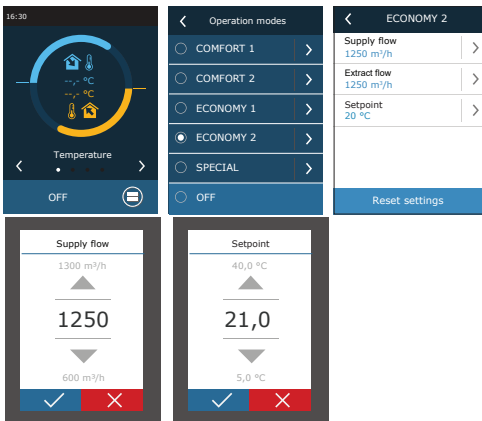 16:30
--,- °C
--,- °C
Temperature
OFF
Operation modes
COMFORT 1
COMFORT 2
ECONOMY 1
ECONOMY 2
SPECIAL
OFF
ECONOMY 2
Supply flow
1250 m³/h
Extract flow
1250 m³/h
Setpoint
20 °C
Reset settings
Supply flow
1300 m³/h
1250
600 m³/h
Setpoint
40,0 °C
21,0
5,0 °C